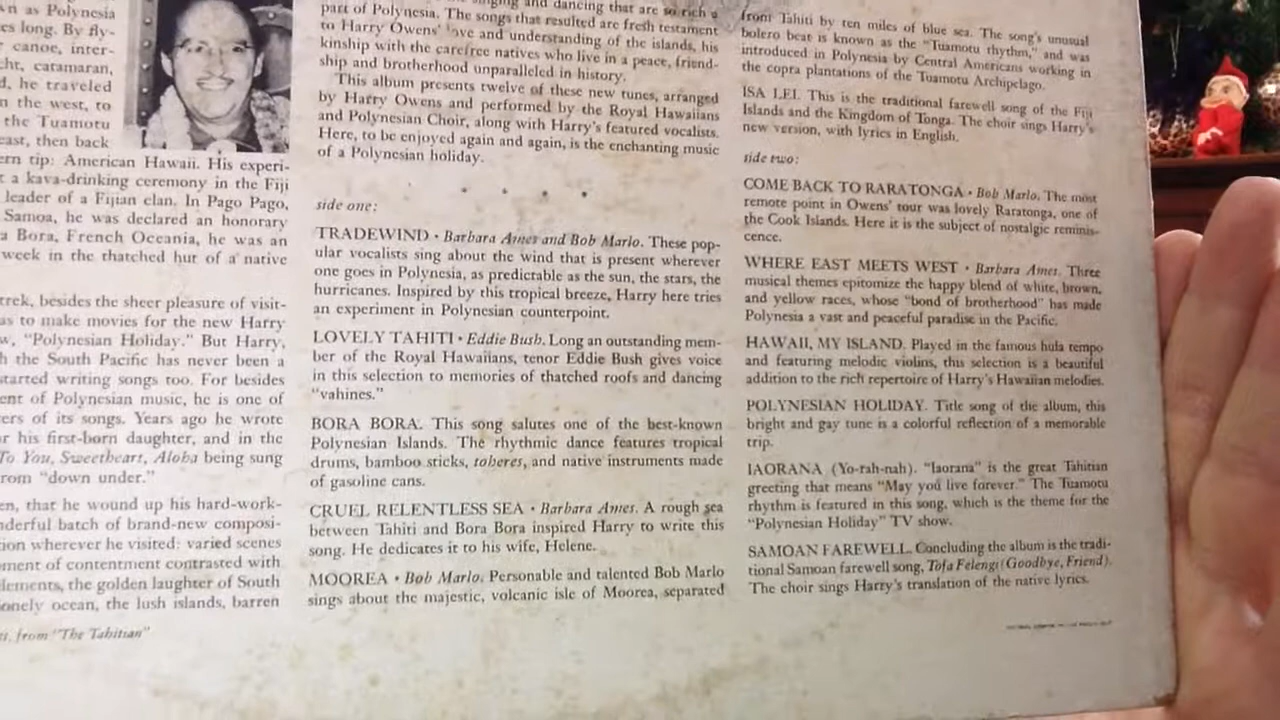 wn as Polynesia
es long. By fly-
canoe, inter-
cht, catamaran,
d, he traveled
n the west, to
the Tuamotu
east, then back
ern tip: American Hawaii. His experi-
t a kava-drinking ceremony in the Fiji
leader of a Fijian clan. In Pago Pago,
Samoa, he was declared an honorary
a Bora, French Oceania, he was an
week in the thatched hut of a native
trek, besides the sheer pleasure of visit-
as to make movies for the new Harry
w, "Polynesian Holiday." But Harry,
h the South Pacific has never been a
started writing songs too. For besides
ent of Polynesian music, he is one of
ers of its songs. Years ago he wrote
r his first-born daughter, and in the
To You, Sweetheart, Aloha being sung
rom "down under."
en, that he wound up his hard-work-
nderful batch of brand-new composi-
ion wherever he visited: varied scenes
ment of contentment contrasted with
lements, the golden laughter of South
onely ocean, the lush islands, barren
from "The Tahitian"
singing and dancing that are so rich a
part of Polynesia. The songs that resulted are fresh testament
to Harry Owens' love and understanding of the islands, his
kinship with the carefree natives who live in a peace, friend-
ship and brotherhood unparalleled in history.
This album presents twelve of these new tunes, arranged
by Harry Owens and performed by the Royal Hawaiians
and Polynesian Choir, along with Harry's featured vocalists.
Here, to be enjoyed again and again, is the enchanting music
of a Polynesian holiday.
side one:
TRADEWIND • Barbara Ames and Bob Marlo. These pop-
ular vocalists sing about the wind that is present wherever
one goes in Polynesia, as predictable as the sun, the stars, the
hurricanes. Inspired by this tropical breeze, Harry here tries
an experiment in Polynesian counterpoint.
LOVELY TAHITI • Eddie Bush. Long an outstanding mem-
ber of the Royal Hawaiians, tenor Eddie Bush gives voice
in this selection to memories of thatched roofs and dancing
"vahines."
BORA BORA. This song salutes one of the best-known
Polynesian Islands. The rhythmic dance features tropical
drums, bamboo sticks, toheres, and native instruments made
of gasoline cans.
CRUEL RELENTLESS SEA • Barbara Ames. A rough sea
between Tahiti and Bora Bora inspired Harry to write this
song. He dedicates it to his wife, Helene.
MOOREA • Bob Marlo. Personable and talented Bob Marlo
sings about the majestic, volcanic isle of Moorea, separated
from Tahiti by ten miles of blue sea. The song's unusual
bolero beat is known as the "Tuamotu rhythm," and was
introduced in Polynesia by Central Americans working in
the copra plantations of the Tuamotu Archipelago.
ISA LEI. This is the traditional farewell song of the Fiji
Islands and the Kingdom of Tonga. The choir sings Harry's
new version, with lyrics in English.
side two:
COME BACK TO RARATONGA • Bob Marlo. The most
remote point in Owens' tour was lovely Raratonga, one of
the Cook Islands. Here it is the subject of nostalgic reminis-
cence.
WHERE EAST MEETS WEST • Barbara Ames. Three
musical themes epitomize the happy blend of white, brown,
and yellow races, whose "bond of brotherhood" has made
Polynesia a vast and peaceful paradise in the Pacific.
HAWAII, MY ISLAND. Played in the famous hula tempo
and featuring melodic violins, this selection is a beautiful
addition to the rich repertoire of Harry's Hawaiian melodies.
POLYNESIAN HOLIDAY. Title song of the album, this
bright and gay tune is a colorful reflection of a memorable
trip.
IAORANA (Yo-rah-nah). "Iaorana" is the great Tahitian
greeting that means "May you live forever." The Tuamotu
rhythm is featured in this song, which is the theme for the
"Polynesian Holiday" TV show.
SAMOAN FAREWELL. Concluding the album is the tradi-
tional Samoan farewell song, Tofa Felengi (Goodbye, Friend).
The choir sings Harry's translation of the native lyrics.